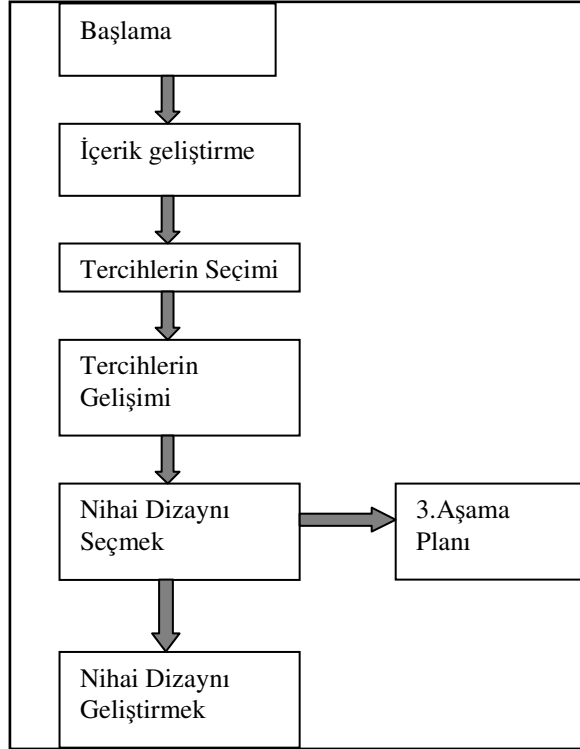 Başlama
İçerik geliştirme
Tercihlerin Seçimi
Tercihlerin
Gelişimi
Nihai Dizaynı
Seçmek
3.Aşama
Planı
Nihai Dizaynı
Geliştirmek